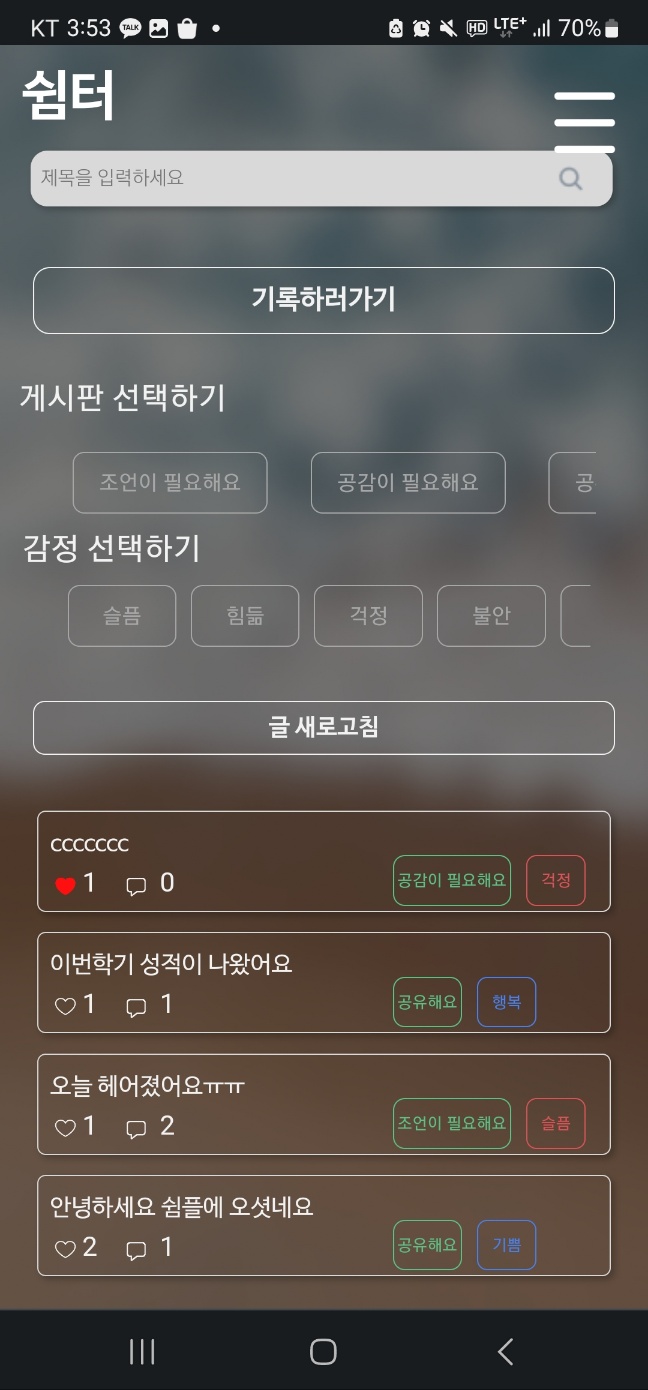 KT 3:53 TALK HD LTE+ 70%
쉼터
제목을 입력하세요
기록하러가기
게시판 선택하기
조언이 필요해요 공감이 필요해요 공
감정 선택하기
슬픔 힘듦 걱정 불안
글 새로고침
ccccccc
1 0 공감이 필요해요 걱정
이번학기 성적이 나왔어요
1 1 공유해요 행복
오늘 헤어졌어요ㅠㅠ
1 2 조언이 필요해요 슬픔
안녕하세요 쉼플에 오셧네요
2 1 공유해요 기쁨